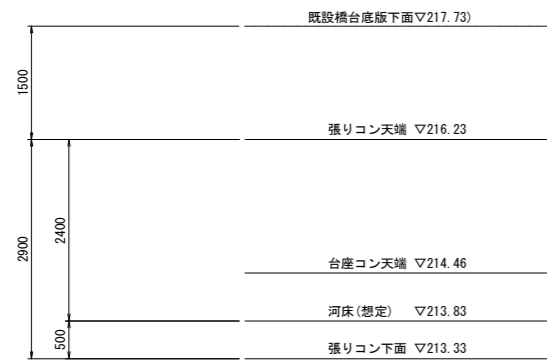 既設橋台底版下面▽217.73)
1500
張りコン天端 ▽216.23
2900
2400
台座コン天端 ▽214.46
河床(想定) ▽213.83
500
張りコン下面 ▽213.33